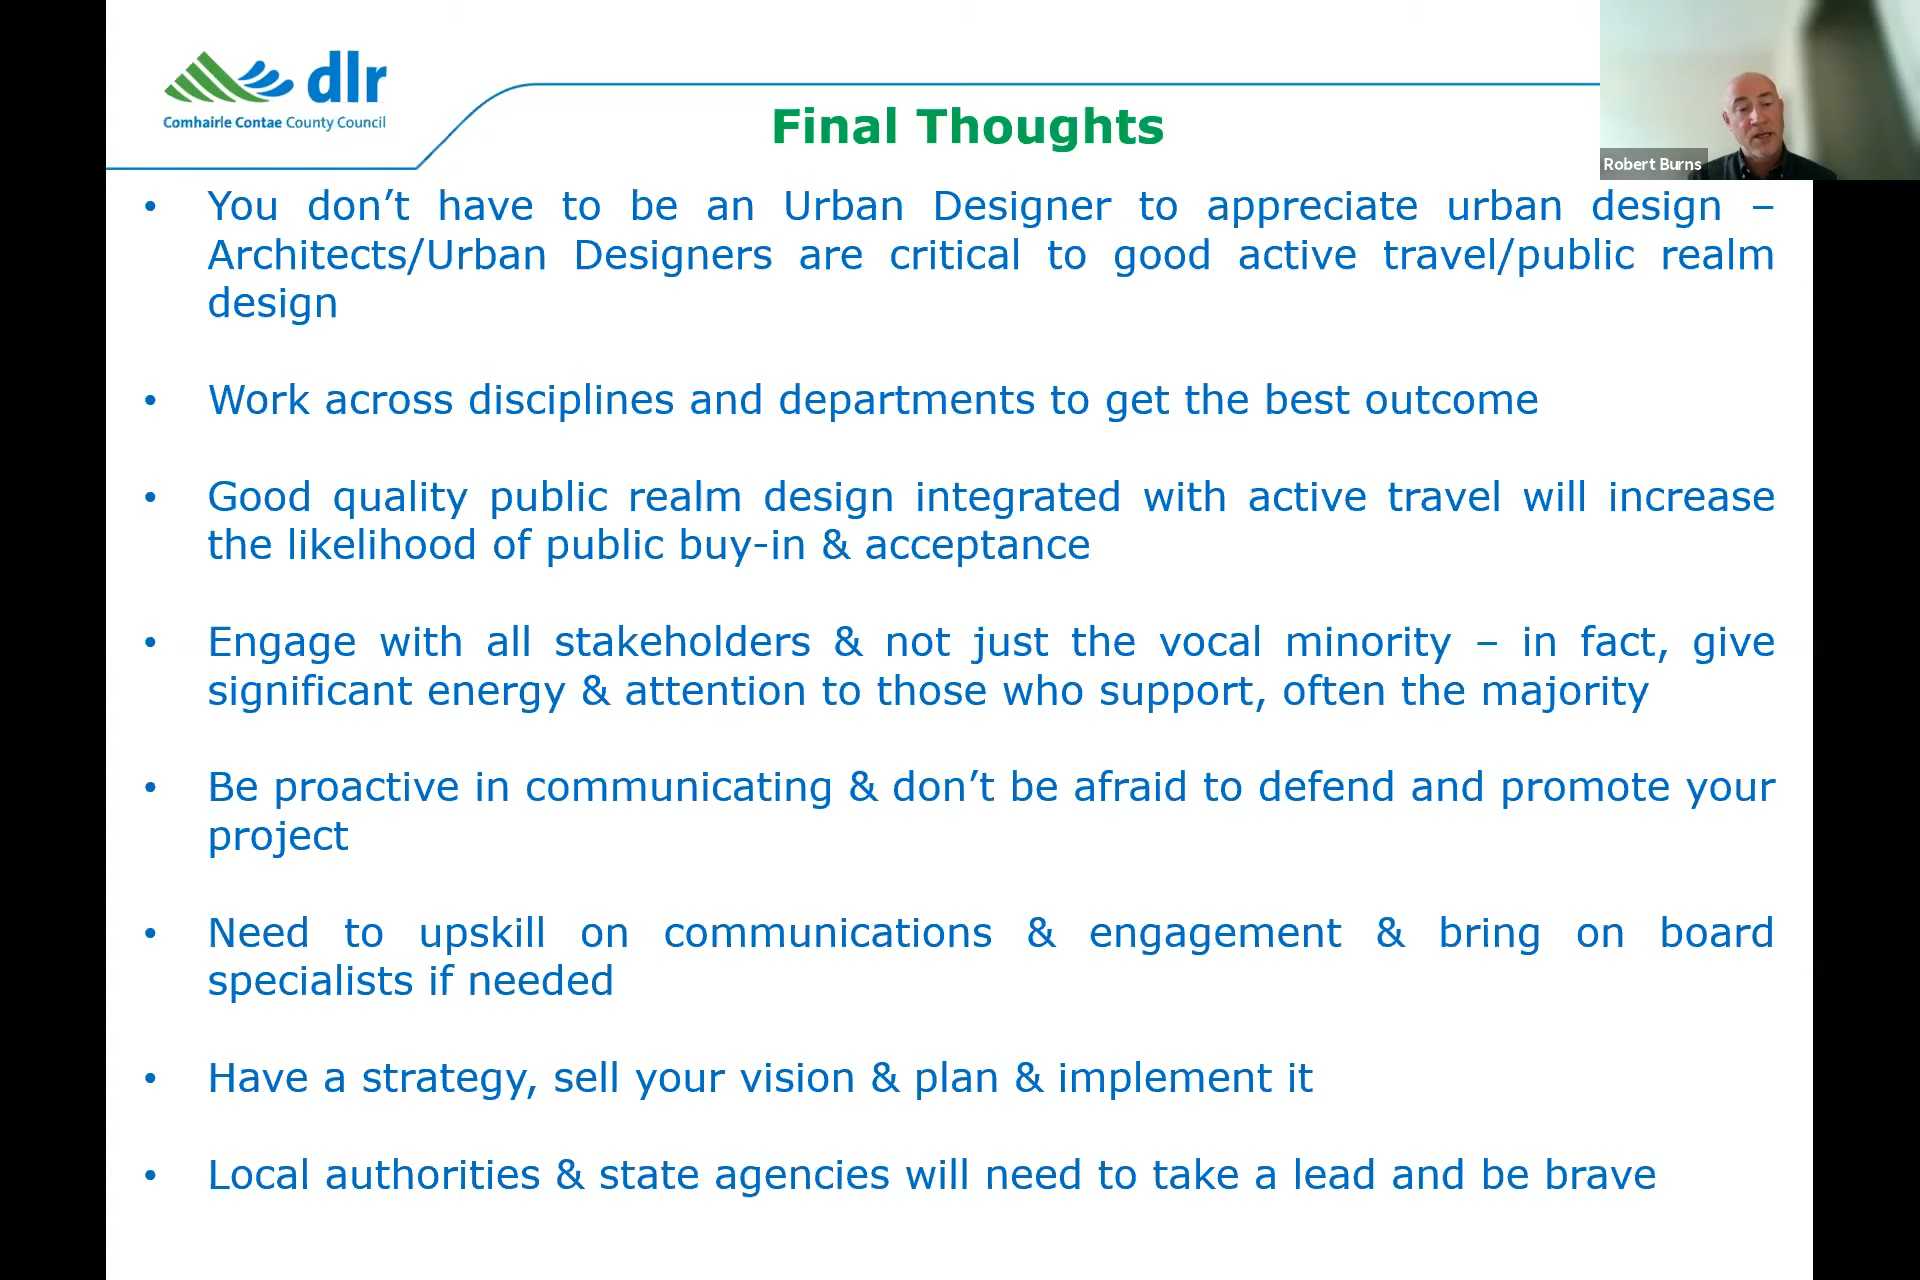 dlr
Comhairle Contae County Council
Final Thoughts
Robert Burns
• You don’t have to be an Urban Designer to appreciate urban design –
Architects/Urban Designers are critical to good active travel/public realm
design
• Work across disciplines and departments to get the best outcome
• Good quality public realm design integrated with active travel will increase
the likelihood of public buy-in & acceptance
• Engage with all stakeholders & not just the vocal minority – in fact, give
significant energy & attention to those who support, often the majority
• Be proactive in communicating & don’t be afraid to defend and promote your
project
• Need to upskill on communications & engagement & bring on board
specialists if needed
• Have a strategy, sell your vision & plan & implement it
• Local authorities & state agencies will need to take a lead and be brave